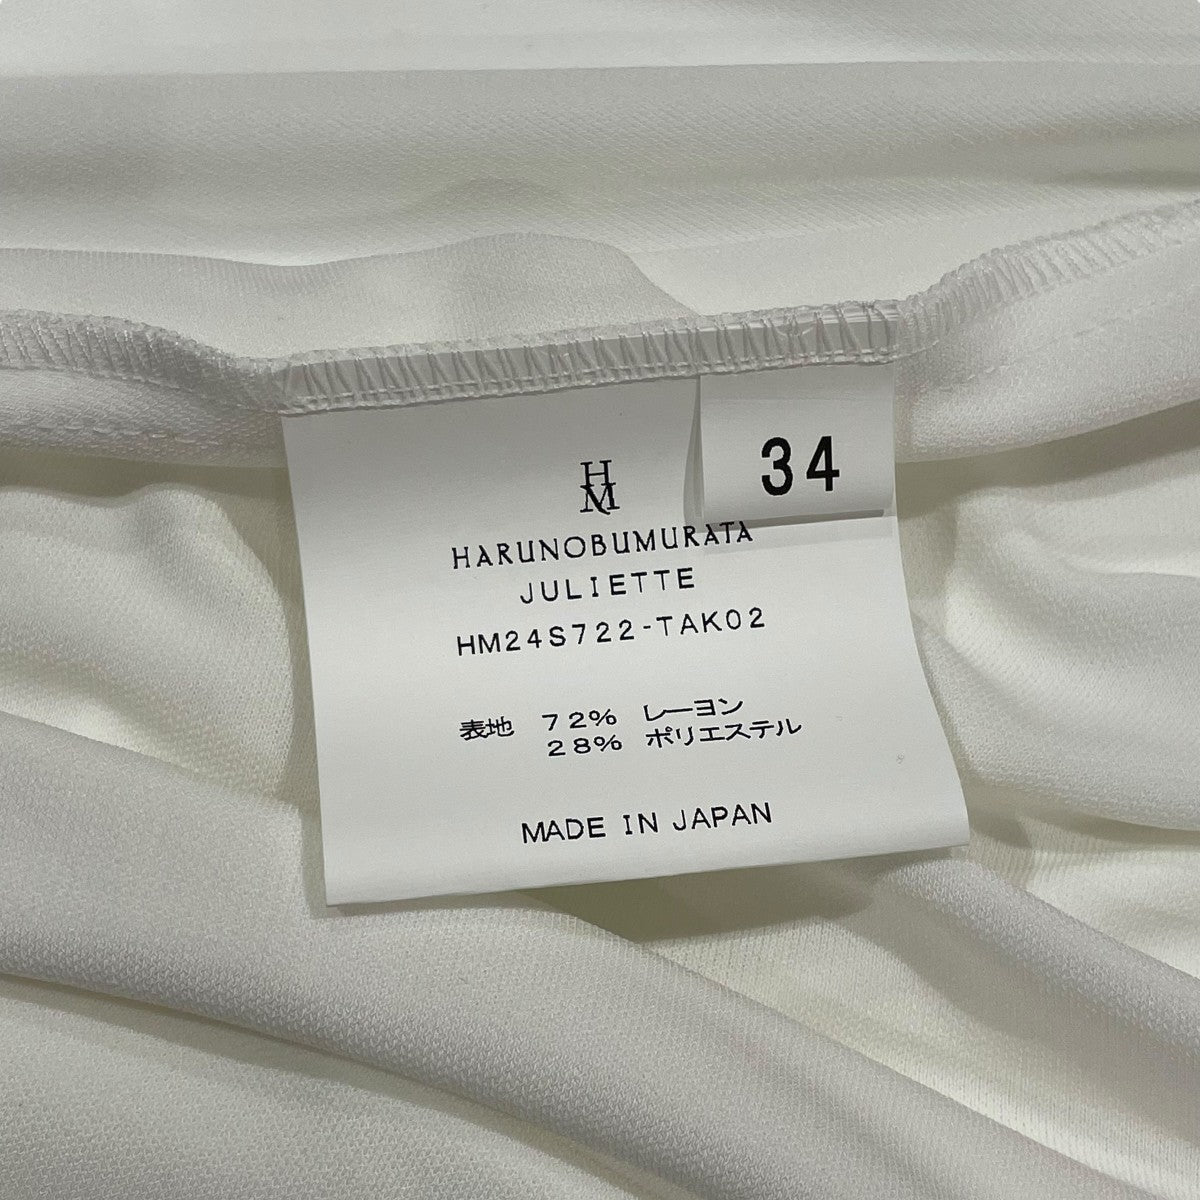 34
HM
HARUNOBUMURATA
JULIETTE
HM24S722-TAK02
表地 72% レーヨン
28% ポリエステル
MADE IN JAPAN